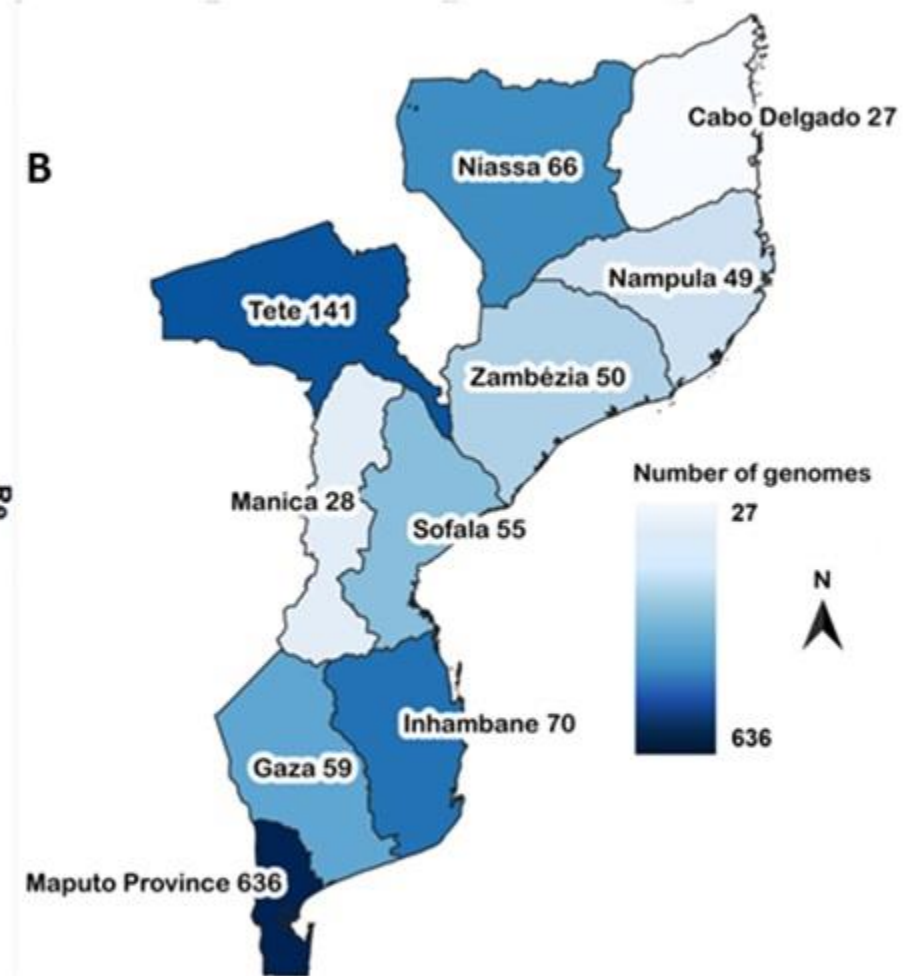 B
Cabo Delgado 27
Niassa 66
Nampula 49
Tete 141
Zambézia 50
Number of genomes
27
Manica 28
Sofala 55
N
Inhambane 70
636
Gaza 59
Maputo Province 636